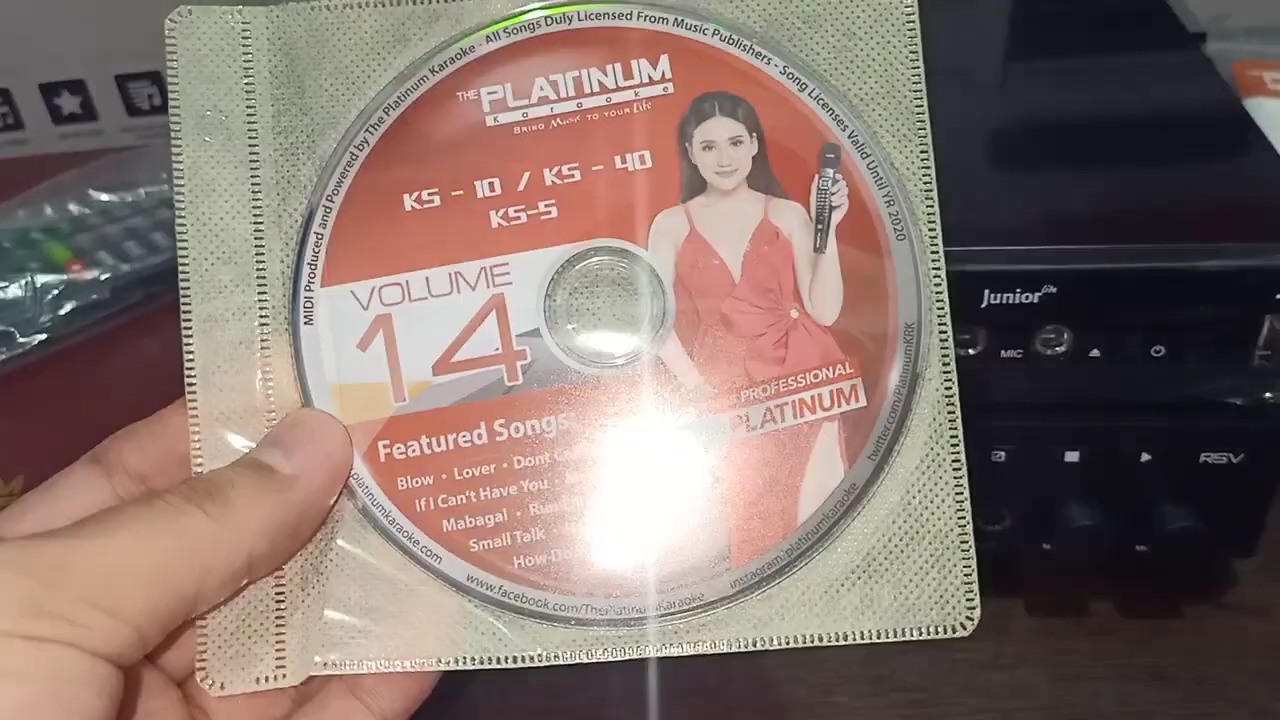 MIDI Produced and Powered by The Platinum Karaoke - All Songs Duly Licensed From Music Publishers - Song Licenses Valid Until YR 2020
THE PLATINUM
Karaoke
BRING Music TO YOUR Life
KS - 10 / KS - 40
KS-5
VOLUME
14
PROFESSIONAL
PLATINUM
Featured Songs
Blow • Lover • Dont
If I Can't Have You
Mabagal •
Small Talk
platinumkaraoke.com
www.facebook.com/ThePlatinumKaraoke
instagram:platinumkaraoke
twitter.com/PlatinumKRK
Junior Lite
MIC
RSV